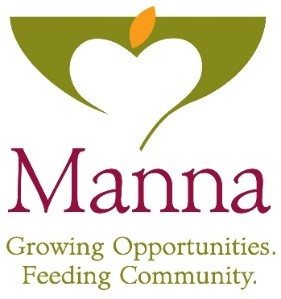 Manna
Growing Opportunities.
Feeding Community.